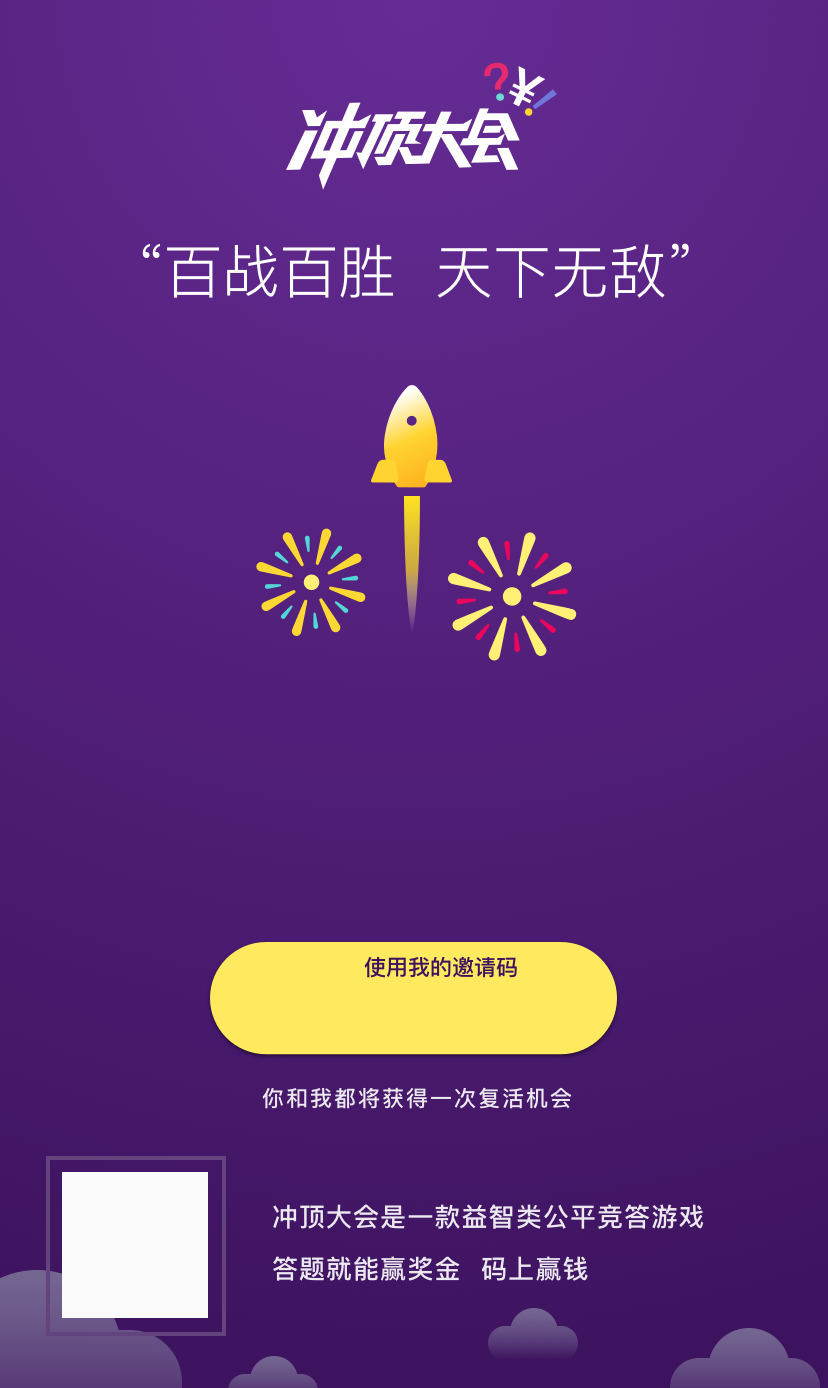 冲顶大会
“百战百胜 天下无敌”
使用我的邀请码
你和我都将获得一次复活机会
冲顶大会是一款益智类公平竞答游戏
答题就能赢奖金 码上赢钱